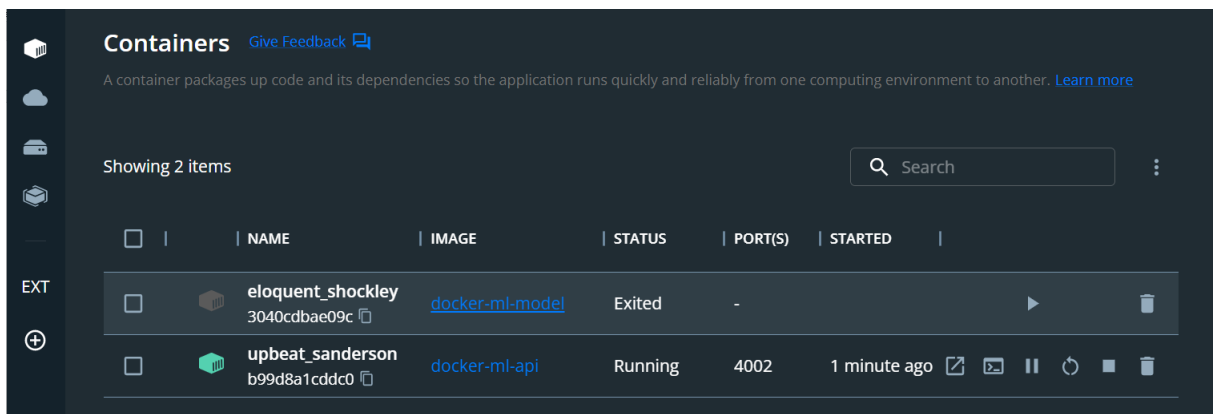 Containers Give Feedback
A container packages up code and its dependencies so the application runs quickly and reliably from one computing environment to another. Learn more
Showing 2 items
Search
NAME IMAGE STATUS PORT(S) STARTED
EXT
eloquent_shockley
3040cdbae09c
docker-ml-model Exited -
upbeat_sanderson
b99d8a1cddc0
docker-ml-api Running 4002 1 minute ago